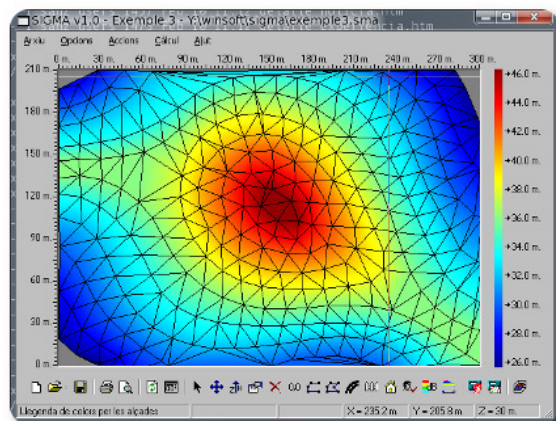 SIGMA v1.0 - Exemple 3 - Y:\winsoft\sigma\exemple3.sma
Arxiu Opcions Accions Càlcul Ajut
0 m. 30 m. 60 m. 90 m. 120 m. 150 m. 180 m. 210 m. 240 m. 270 m. 300 m.
210 m.
180 m.
150 m.
120 m.
90 m.
60 m.
30 m.
0 m.
+46.0 m.
+44.0 m.
+42.0 m.
+40.0 m.
+38.0 m.
+36.0 m.
+34.0 m.
+32.0 m.
+30.0 m.
+28.0 m.
+26.0 m.
Llegenda de colors per les alçades
X = 235.2 m. Y = 205.8 m. Z = 30 m.